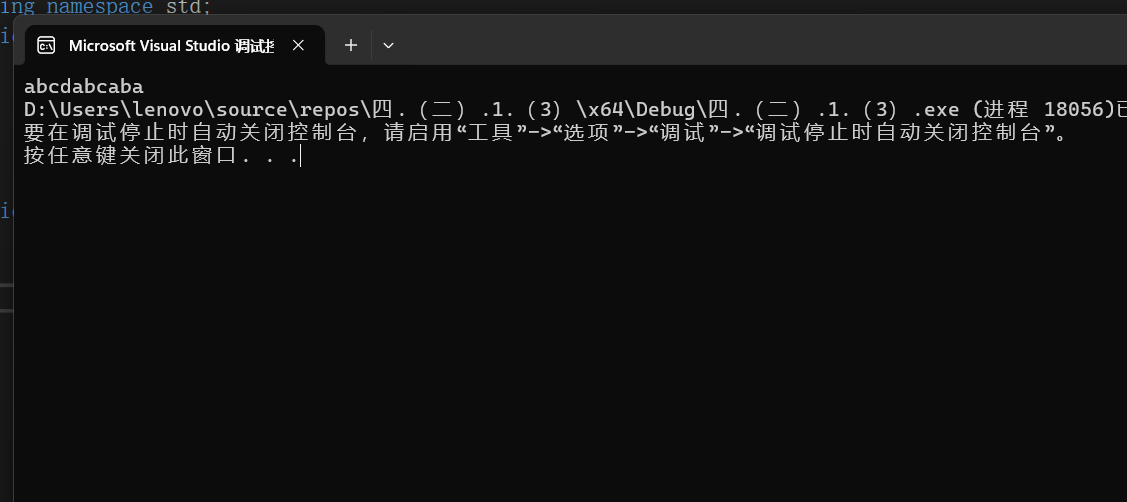 ing namespace std;
Microsoft Visual Studio 调试控
abcdabcaba
D:\Users\lenovo\source\repos\四.（二）.1.（3）\x64\Debug\四.（二）.1.（3）.exe (进程 18056)已
要在调试停止时自动关闭控制台，请启用“工具”->“选项”->“调试”->“调试停止时自动关闭控制台”。
按任意键关闭此窗口. . .